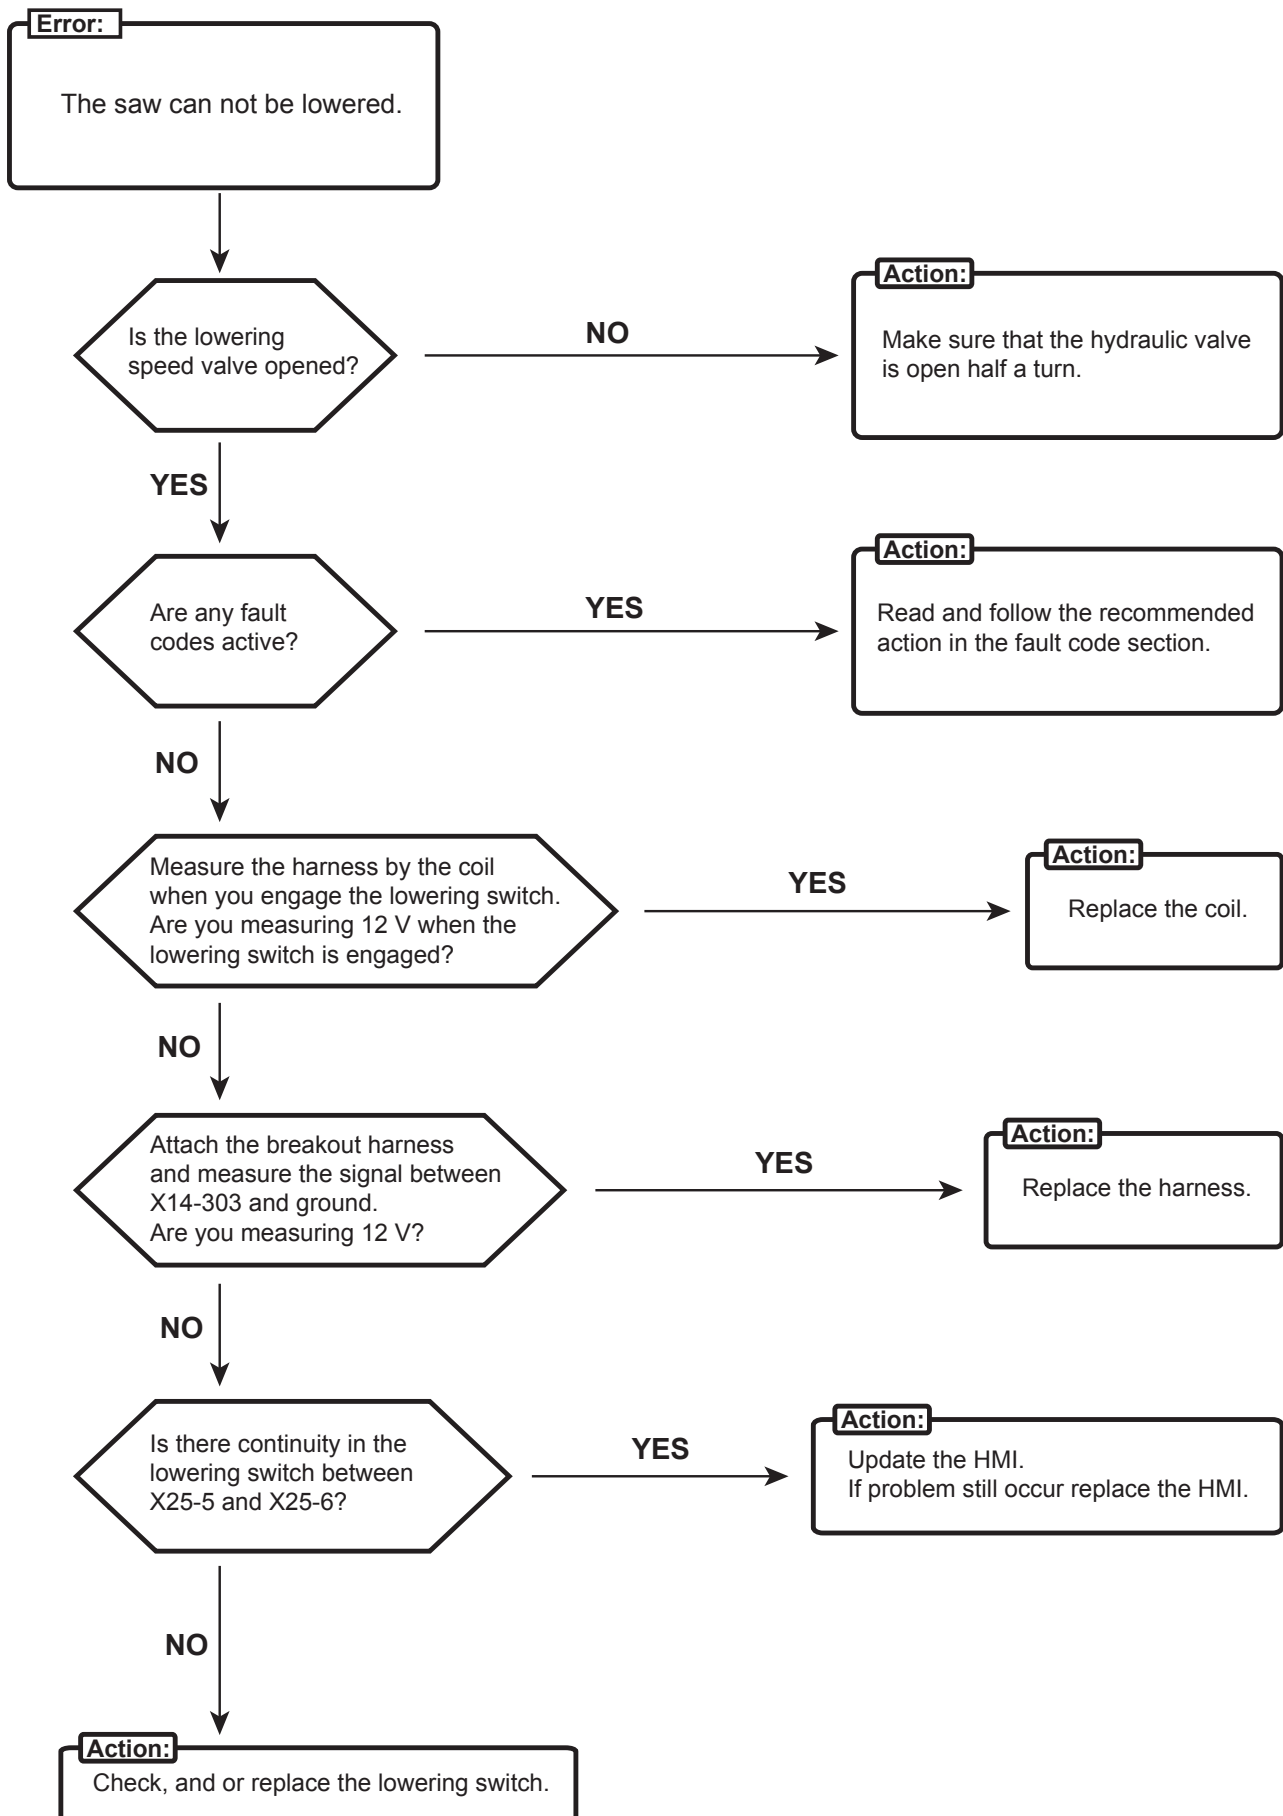 Error:
The saw can not be lowered.
Is the lowering
speed valve opened?
NO
Action:
Make sure that the hydraulic valve
is open half a turn.
YES
Are any fault
codes active?
YES
Action:
Read and follow the recommended
action in the fault code section.
NO
Measure the harness by the coil
when you engage the lowering switch.
Are you measuring 12 V when the
lowering switch is engaged?
YES
Action:
Replace the coil.
NO
Attach the breakout harness
and measure the signal between
X14-303 and ground.
Are you measuring 12 V?
YES
Action:
Replace the harness.
NO
Is there continuity in the
lowering switch between
X25-5 and X25-6?
YES
Action:
Update the HMI.
If problem still occur replace the HMI.
NO
Action:
Check, and or replace the lowering switch.